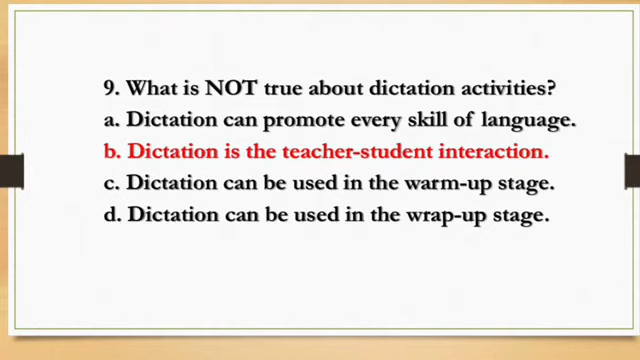 9. What is NOT true about dictation activities?
a. Dictation can promote every skill of language.
b. Dictation is the teacher-student interaction.
c. Dictation can be used in the warm-up stage.
d. Dictation can be used in the wrap-up stage.